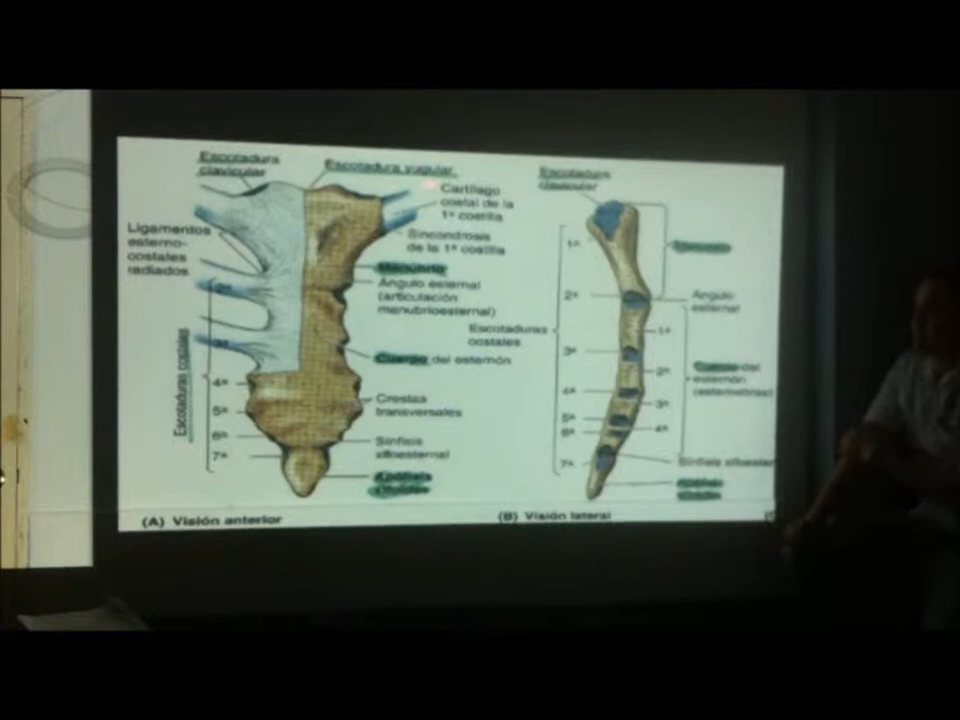 Escotadura
clavicular
Escotadura yugular
Cartílago
costal de la
1ª costilla
Ligamentos
esterno-
costales
radiados
Sincondrosis
de la 1ª costilla
Manubrio
Ángulo esternal
(articulación
manubrioesternal)
2ª
3ª
Cuerpo del esternón
Escotaduras costales
4ª
5ª
6ª
7ª
Crestas
transversales
Sínfisis
xifoesternal
Apófisis
xifoides
(A) Visión anterior
Escotadura
clavicular
1ª
Manubrio
2ª
Ángulo
esternal
Escotaduras
costales
1ª
3ª
2ª
Cuerpo del
esternón
(esternebras)
4ª
3ª
5ª
4ª
6ª
7ª
Sínfisis xifoester
Apófisis
xifoides
(B) Visión lateral